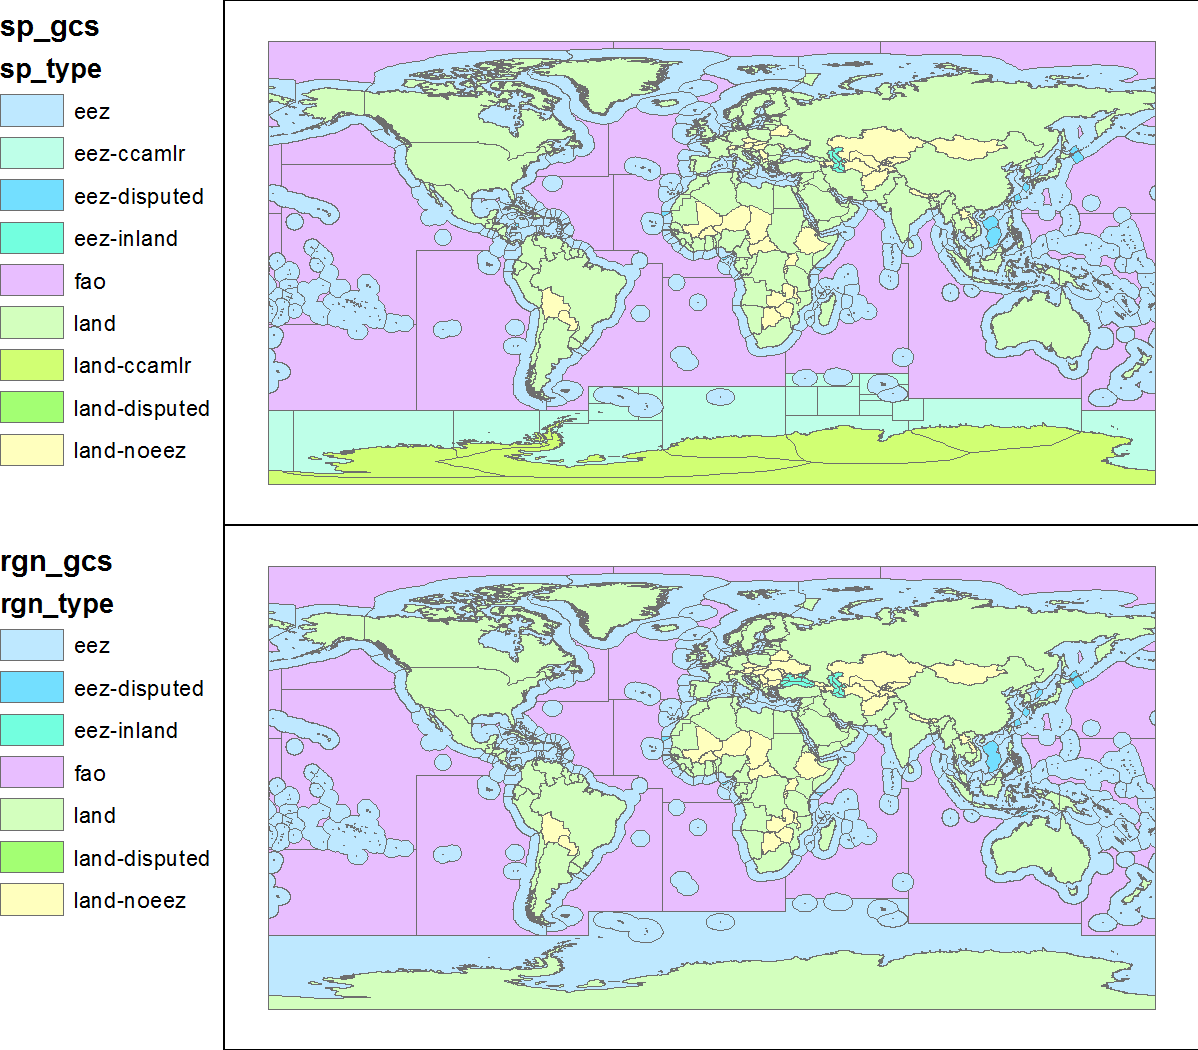 sp_gcs
sp_type
eez
eez-ccamlr
eez-disputed
eez-inland
fao
land
land-ccamlr
land-disputed
land-noeez
rgn_gcs
rgn_type
eez
eez-disputed
eez-inland
fao
land
land-disputed
land-noeez